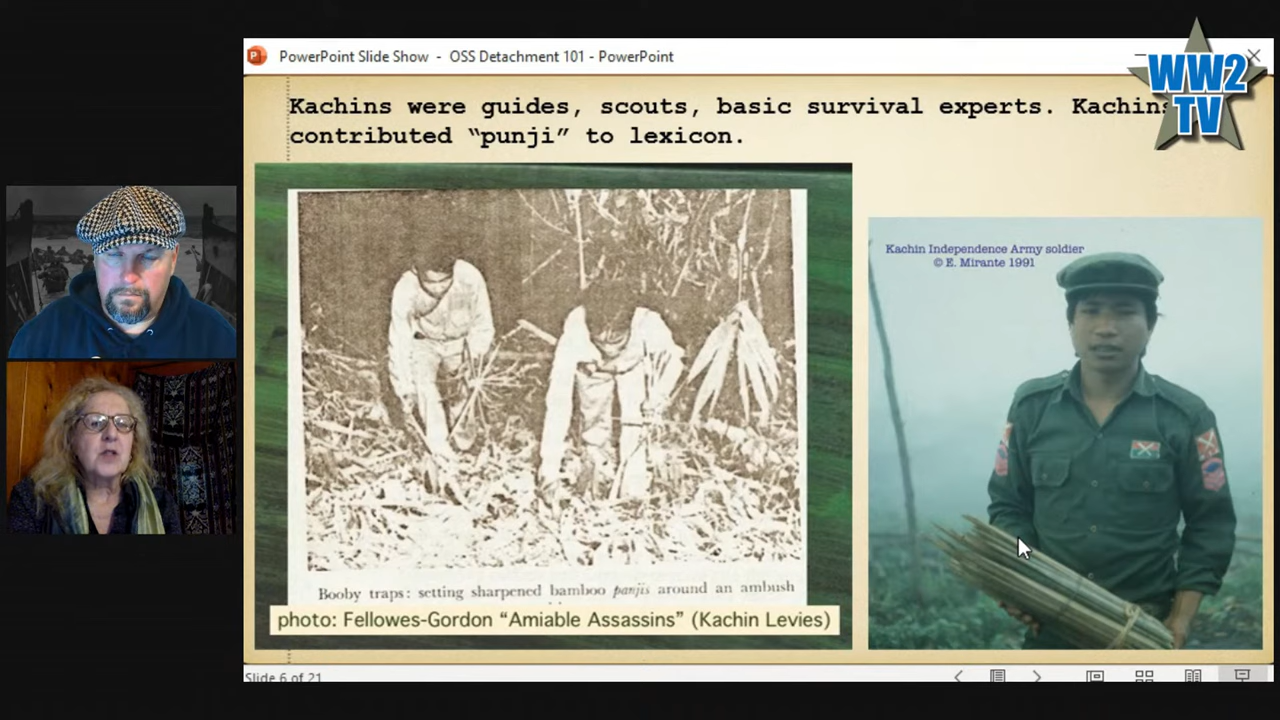 PowerPoint Slide Show - OSS Detachment 101 - PowerPoint
WW2
TV
Kachins were guides, scouts, basic survival experts. Kachins
contributed “punji” to lexicon.
Kachin Independence Army soldier
© E. Mirante 1991
Booby traps: setting sharpened bamboo panjis around an ambush
photo: Fellowes-Gordon “Amiable Assassins” (Kachin Levies)
Slide 6 of 21